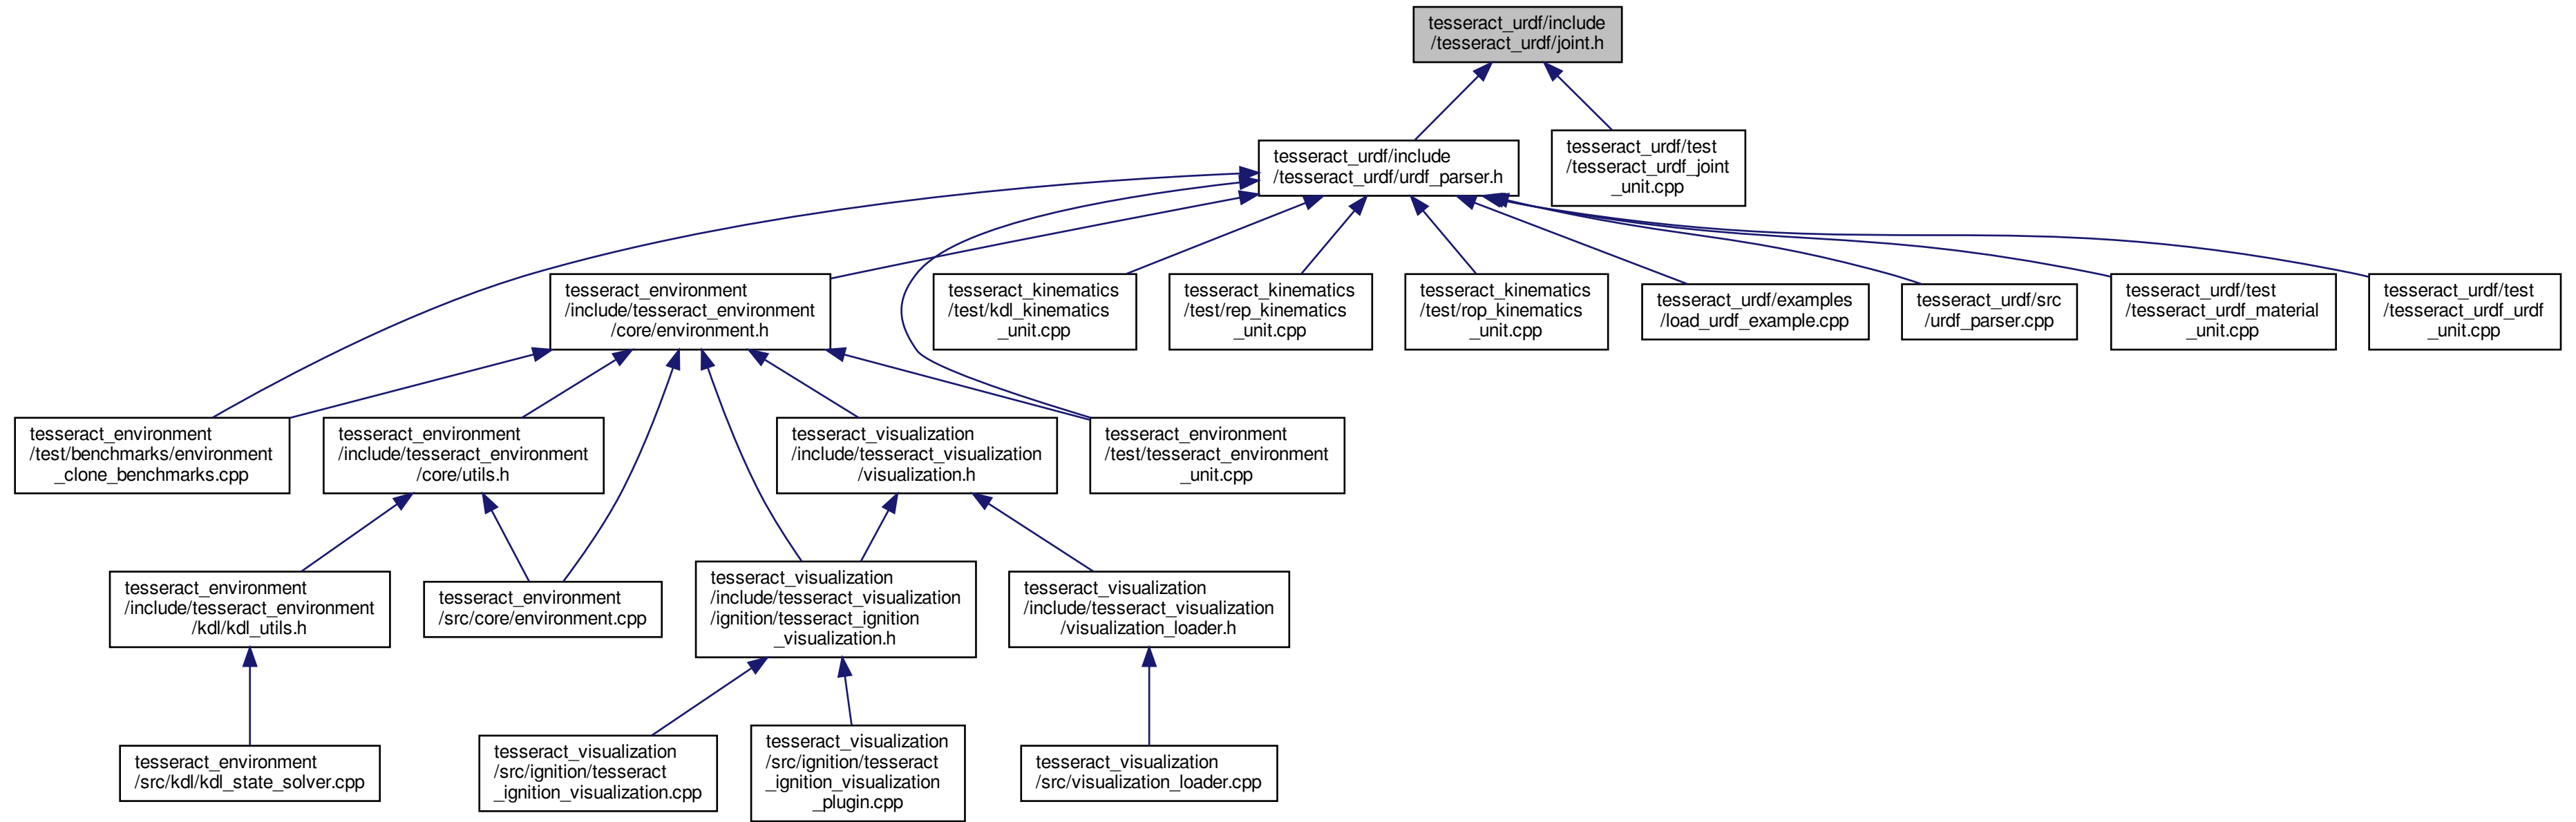 tesseract_urdf/include
/tesseract_urdf/joint.h
tesseract_urdf/include
/tesseract_urdf/urdf_parser.h
tesseract_urdf/test
/tesseract_urdf_joint
_unit.cpp
tesseract_environment
/include/tesseract_environment
/core/environment.h
tesseract_kinematics
/test/kdl_kinematics
_unit.cpp
tesseract_kinematics
/test/rep_kinematics
_unit.cpp
tesseract_kinematics
/test/rop_kinematics
_unit.cpp
tesseract_urdf/examples
/load_urdf_example.cpp
tesseract_urdf/src
/urdf_parser.cpp
tesseract_urdf/test
/tesseract_urdf_material
_unit.cpp
tesseract_urdf/test
/tesseract_urdf_urdf
_unit.cpp
tesseract_environment
/test/benchmarks/environment
_clone_benchmarks.cpp
tesseract_environment
/include/tesseract_environment
/core/utils.h
tesseract_visualization
/include/tesseract_visualization
/visualization.h
tesseract_environment
/test/tesseract_environment
_unit.cpp
tesseract_environment
/include/tesseract_environment
/kdl/kdl_utils.h
tesseract_environment
/src/core/environment.cpp
tesseract_visualization
/include/tesseract_visualization
/ignition/tesseract_ignition
_visualization.h
tesseract_visualization
/include/tesseract_visualization
/visualization_loader.h
tesseract_environment
/src/kdl/kdl_state_solver.cpp
tesseract_visualization
/src/ignition/tesseract
_ignition_visualization.cpp
tesseract_visualization
/src/ignition/tesseract
_ignition_visualization
_plugin.cpp
tesseract_visualization
/src/visualization_loader.cpp